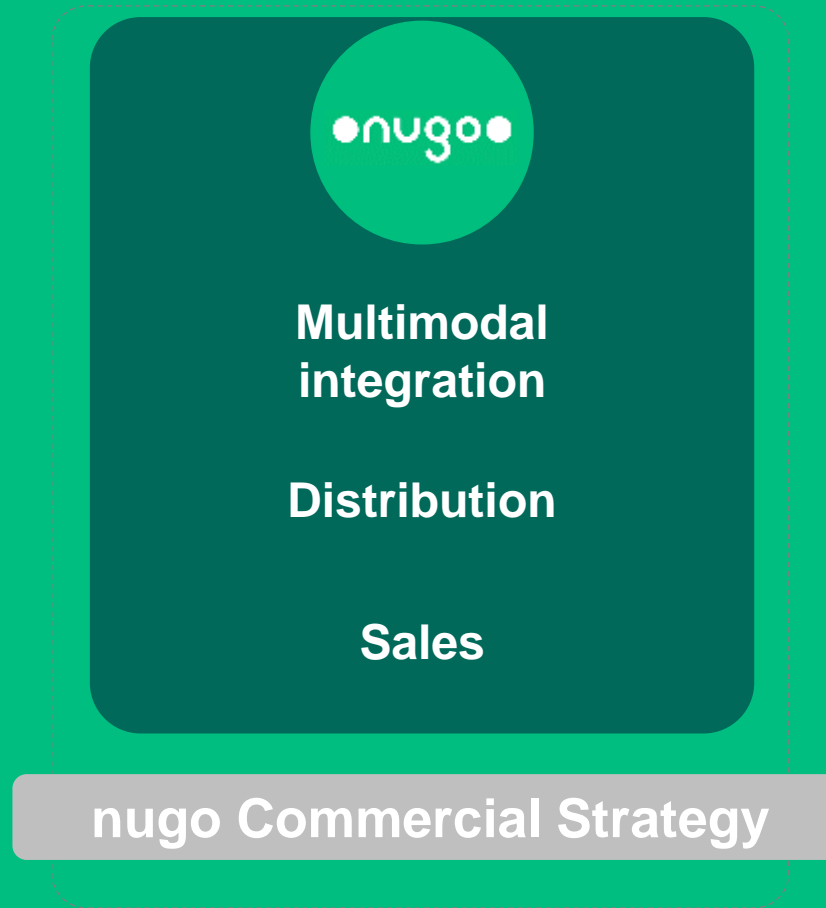 nugo
Multimodal
integration
Distribution
Sales
nugo Commercial Strategy